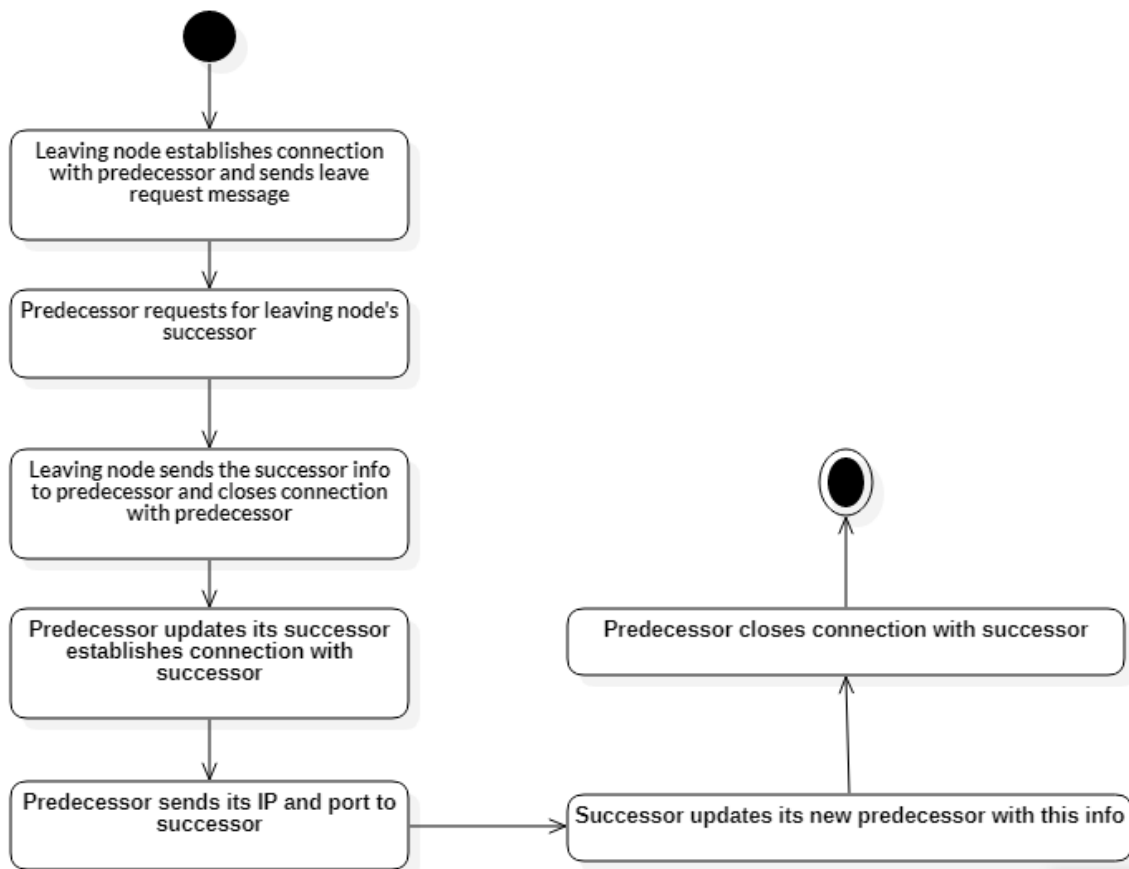 Leaving node establishes connection
with predecessor and sends leave
request message
Predecessor requests for leaving node's
successor
Leaving node sends the successor info
to predecessor and closes connection
with predecessor
Predecessor updates its successor
establishes connection with
successor
Predecessor sends its IP and port to
successor
Successor updates its new predecessor with this info
Predecessor closes connection with successor